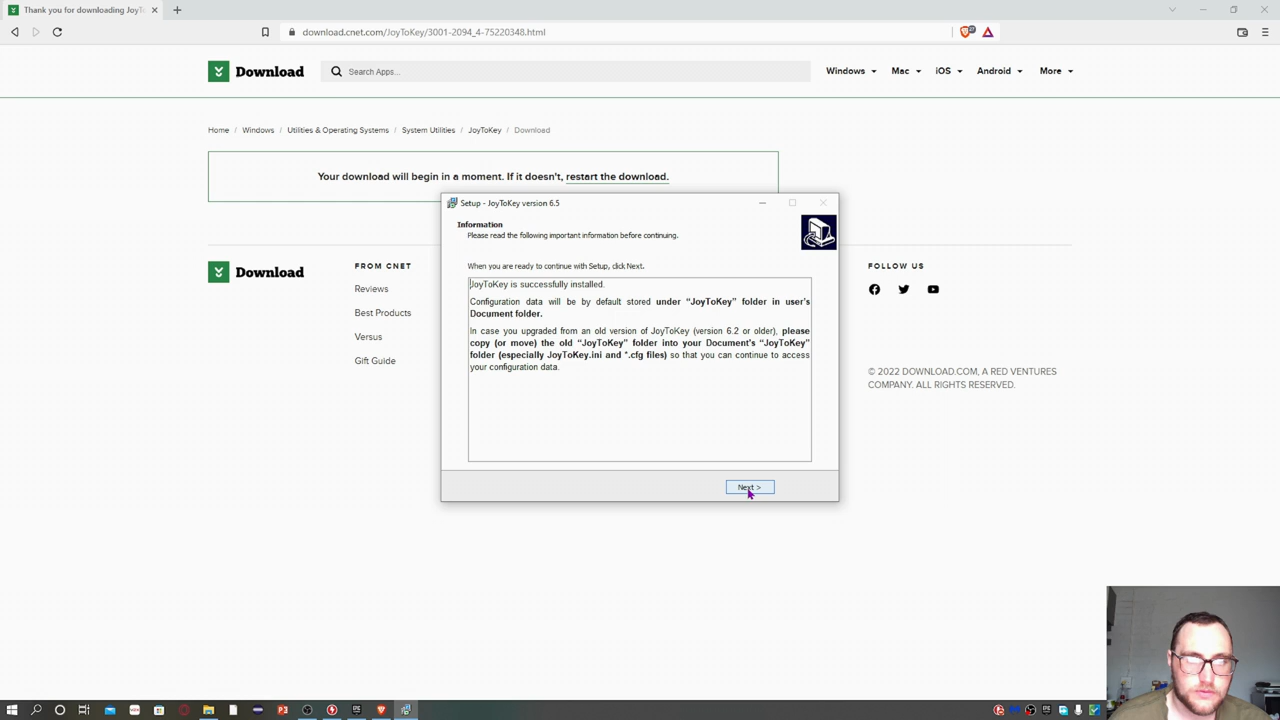 Thank you for downloading JoyT
download.cnet.com/JoyToKey/3001-2094_4-75220348.html
Download
Search Apps...
Windows
Mac
iOS
Android
More
Home / Windows / Utilities & Operating Systems / System Utilities / JoyToKey / Download
Your download will begin in a moment. If it doesn't, restart the download.
Setup - JoyToKey version 6.5
Information
Please read the following important information before continuing.
When you are ready to continue with Setup, click Next.
JoyToKey is successfully installed.
Configuration data will be by default stored under “JoyToKey” folder in user's
Document folder.
In case you upgraded from an old version of JoyToKey (version 6.2 or older), please
copy (or move) the old “JoyToKey” folder into your Document's “JoyToKey”
folder (especially JoyToKey.ini and *.cfg files) so that you can continue to access
your configuration data.
Next >
Download
FROM CNET
Reviews
Best Products
Versus
Gift Guide
FOLLOW US
© 2022 DOWNLOAD.COM, A RED VENTURES
COMPANY. ALL RIGHTS RESERVED.